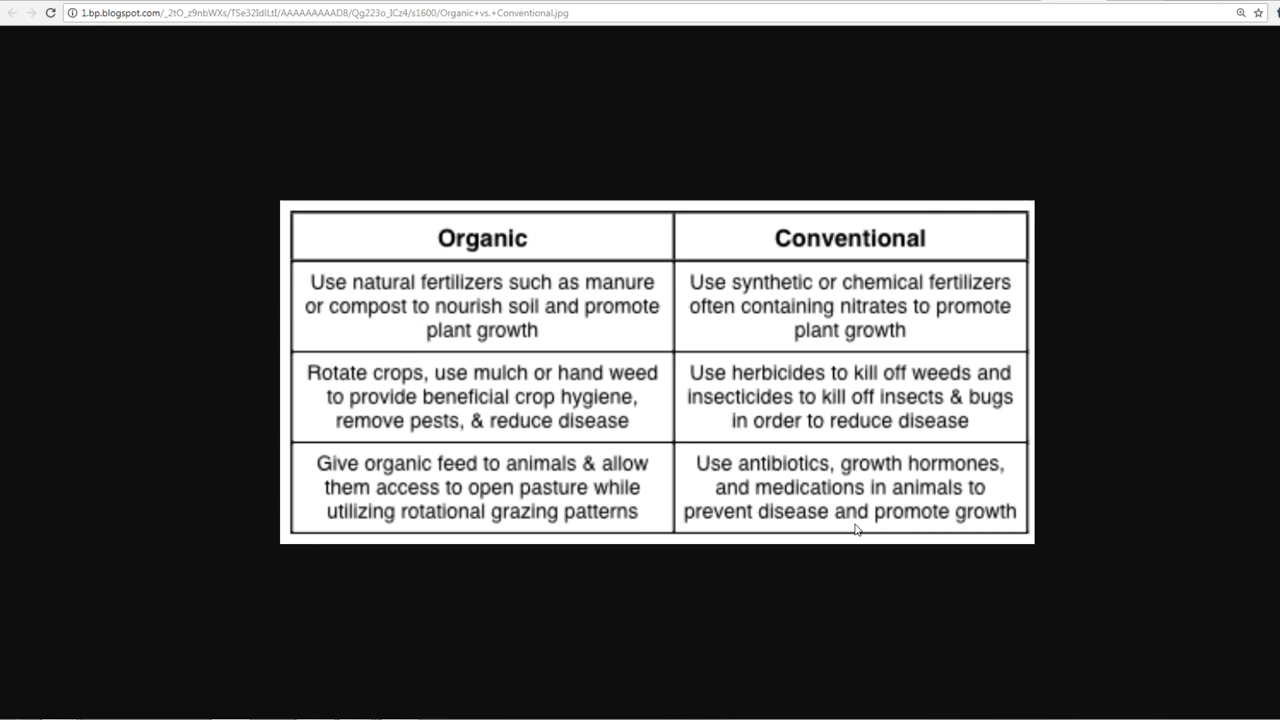 1.bp.blogspot.com/_2tO_z9nbWXs/TSe32IdlLtI/AAAAAAAAAD8/Qg223o_lCz4/s1600/Organic+vs.+Conventional.jpg
Organic
Conventional
Use natural fertilizers such as manure
or compost to nourish soil and promote
plant growth
Use synthetic or chemical fertilizers
often containing nitrates to promote
plant growth
Rotate crops, use mulch or hand weed
to provide beneficial crop hygiene,
remove pests, & reduce disease
Use herbicides to kill off weeds and
insecticides to kill off insects & bugs
in order to reduce disease
Give organic feed to animals & allow
them access to open pasture while
utilizing rotational grazing patterns
Use antibiotics, growth hormones,
and medications in animals to
prevent disease and promote growth